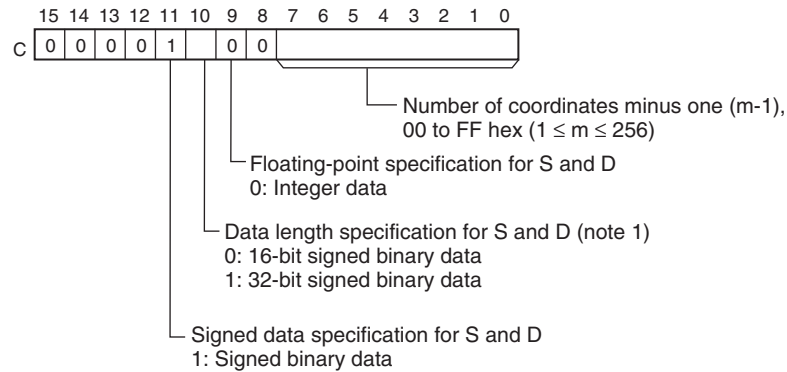 15 14 13 12 11 10 9 8 7 6 5 4 3 2 1 0
C 0 0 0 0 1 0 0
Number of coordinates minus one (m-1),
00 to FF hex (1 ≤ m ≤ 256)
Floating-point specification for S and D
0: Integer data
Data length specification for S and D (note 1)
0: 16-bit signed binary data
1: 32-bit signed binary data
Signed data specification for S and D
1: Signed binary data